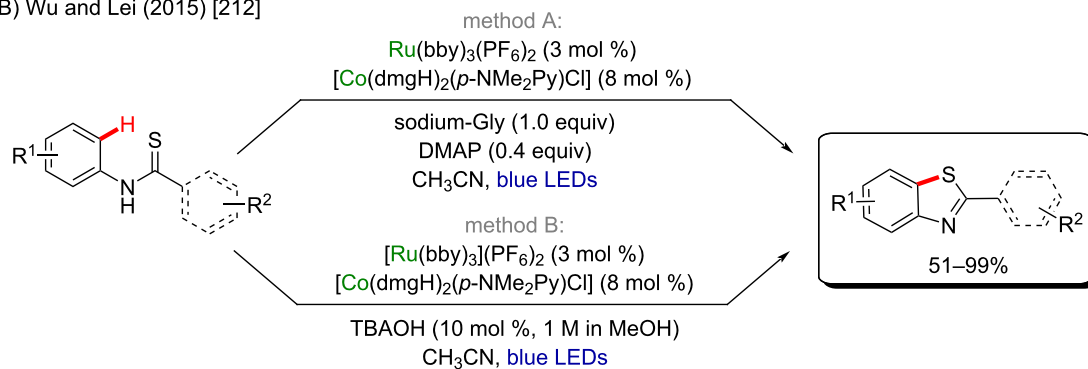 B) Wu and Lei (2015) [212]
method A:
Ru(bby)3(PF6)2 (3 mol %)
[Co(dmgH)2(p-NMe2Py)Cl] (8 mol %)
sodium-Gly (1.0 equiv)
DMAP (0.4 equiv)
CH3CN, blue LEDs
H
S
R1
N
H
R2
method B:
[Ru(bby)3](PF6)2 (3 mol %)
[Co(dmgH)2(p-NMe2Py)Cl] (8 mol %)
TBAOH (10 mol %, 1 M in MeOH)
CH3CN, blue LEDs
S
R1
N
R2
51–99%